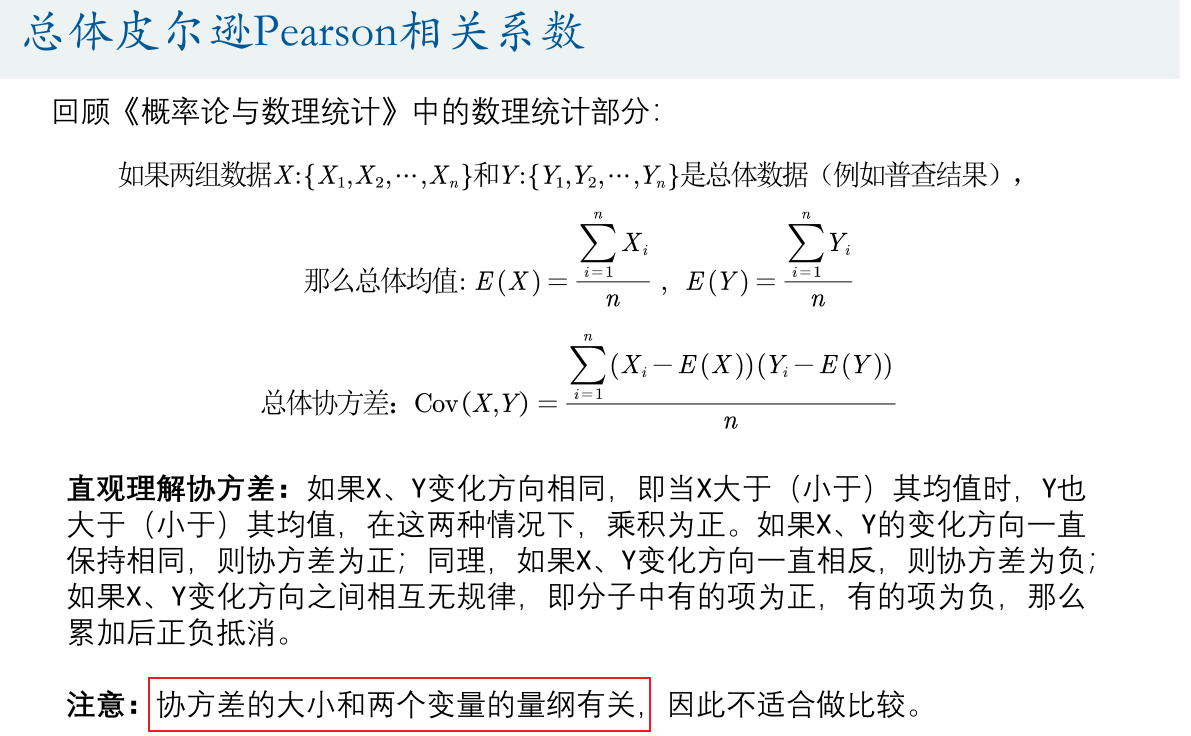 总体皮尔逊Pearson相关系数
回顾《概率论与数理统计》中的数理统计部分：
如果两组数据X:{X₁,X₂,⋯,Xₙ}和Y:{Y₁,Y₂,⋯,Yₙ}是总体数据（例如普查结果），
那么总体均值: E(X) = \frac{\sum_{i=1}^{n} X_i}{n} , E(Y) = \frac{\sum_{i=1}^{n} Y_i}{n}
总体协方差：Cov(X,Y) = \frac{\sum_{i=1}^{n} (X_i − E(X))(Y_i − E(Y))}{n}
直观理解协方差：如果X、Y变化方向相同，即当X大于（小于）其均值时，Y也
大于（小于）其均值，在这两种情况下，乘积为正。如果X、Y的变化方向一直
保持相同，则协方差为正；同理，如果X、Y变化方向一直相反，则协方差为负；
如果X、Y变化方向之间相互无规律，即分子中有的项为正，有的项为负，那么
累加后正负抵消。
注意：协方差的大小和两个变量的量纲有关，因此不适合做比较。